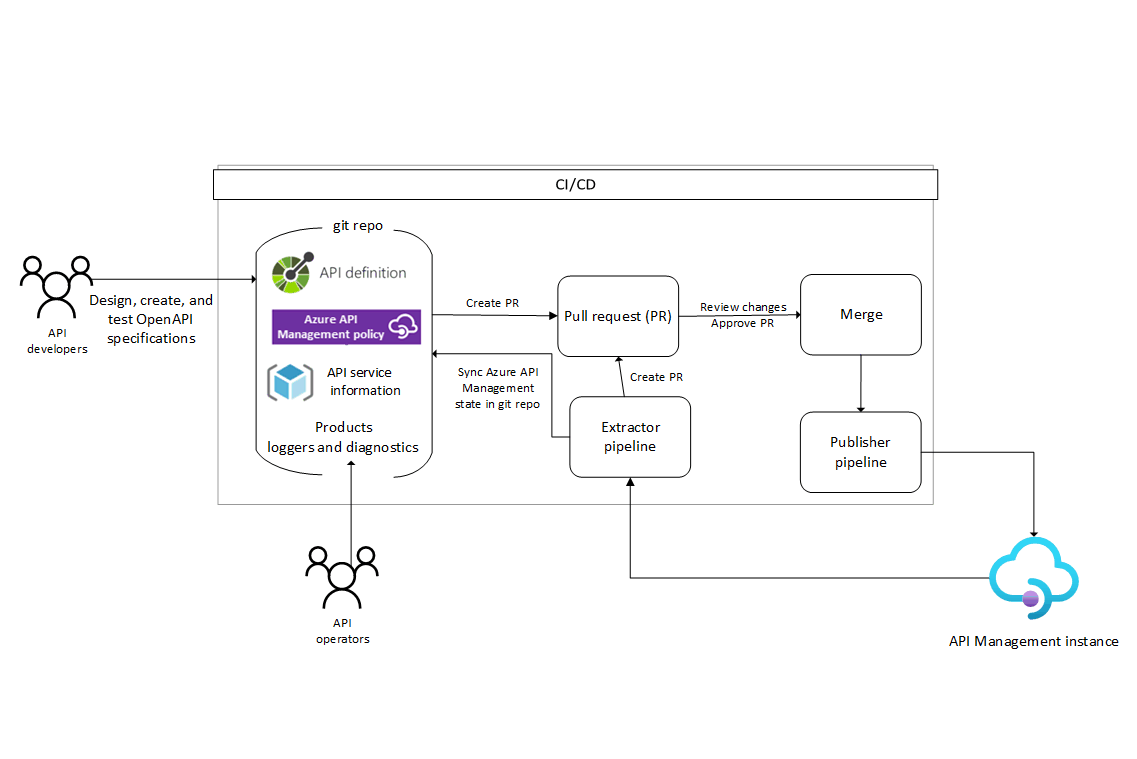 CI/CD
git repo
API definition
Azure API
Management policy
API service
information
Products
loggers and diagnostics
API
developers
Design, create, and
test OpenAPI
specifications
Create PR
Pull request (PR)
Review changes
Approve PR
Merge
Sync Azure API
Management
state in git repo
Create PR
Extractor
pipeline
Publisher
pipeline
API
operators
API Management instance